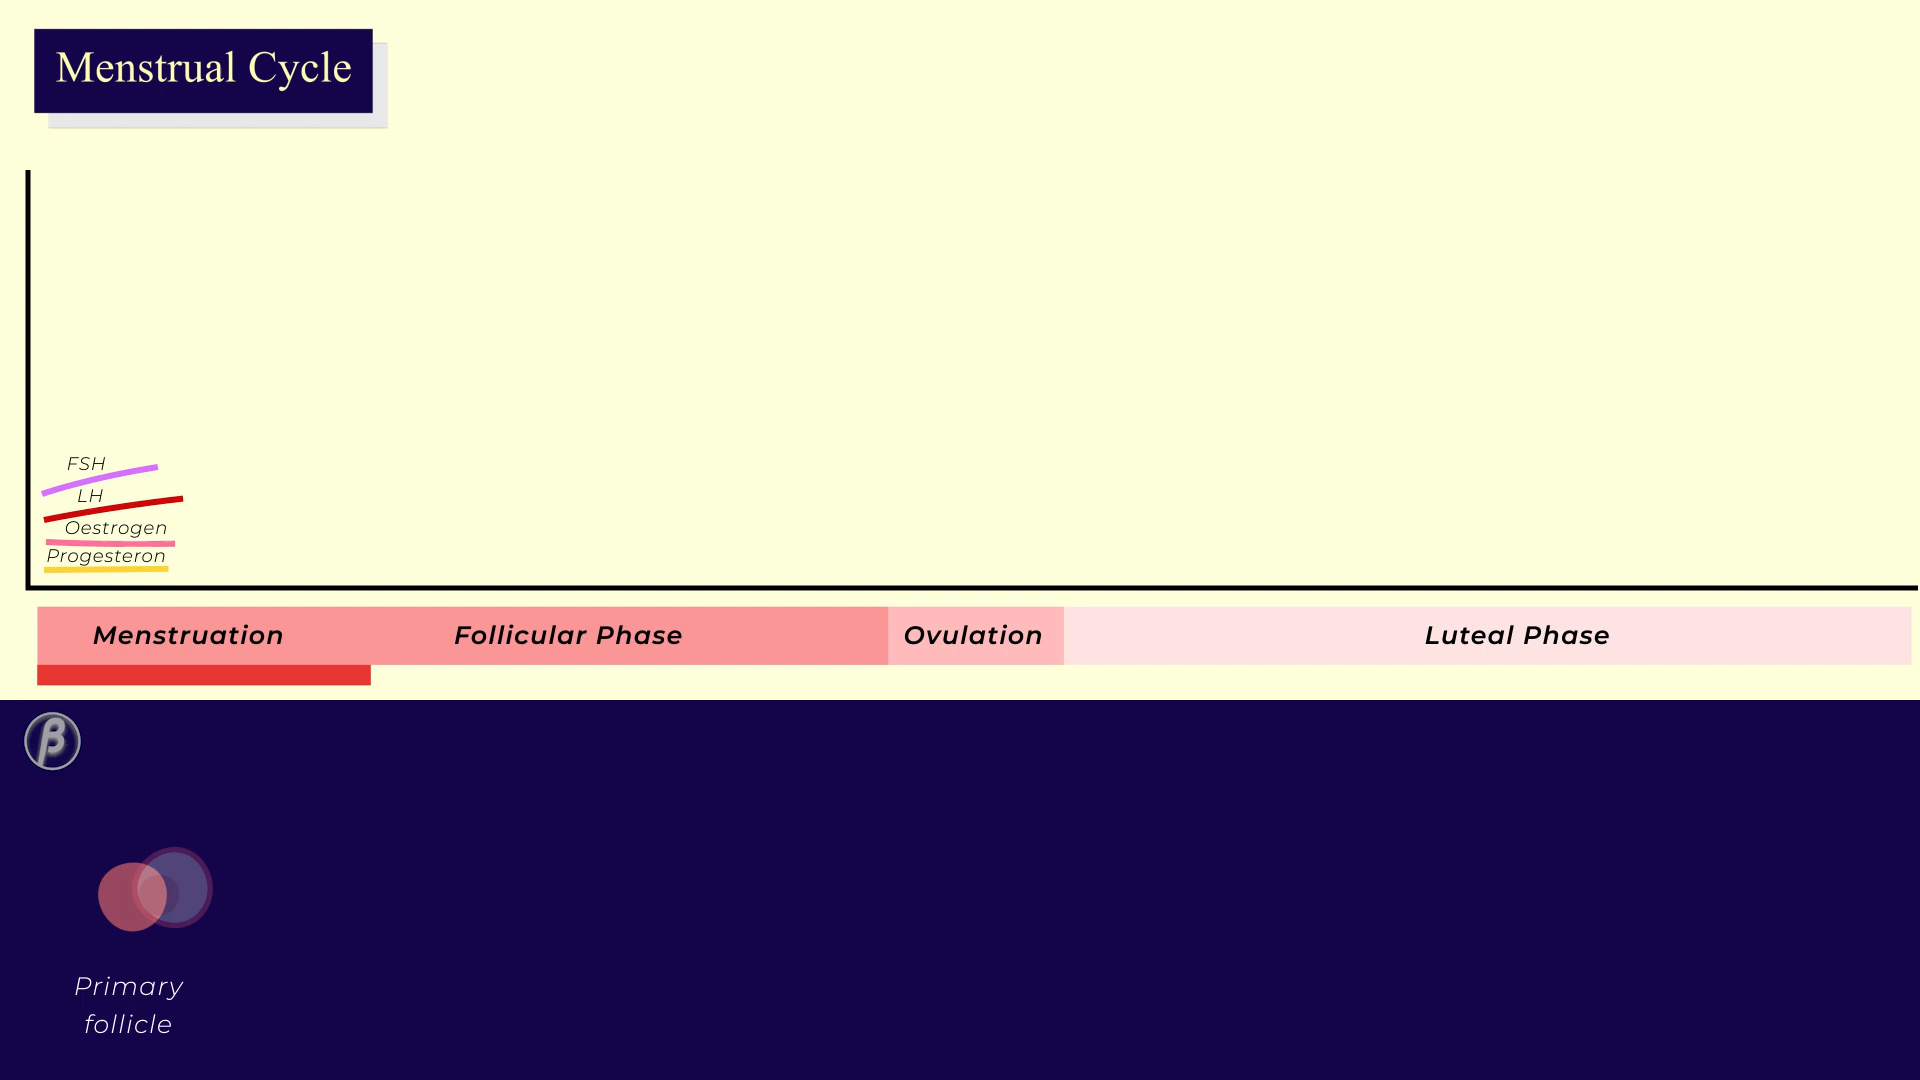 Menstrual Cycle
FSH
LH
Oestrogen
Progesteron
Menstruation
Follicular Phase
Ovulation
Luteal Phase
β
Primary
follicle